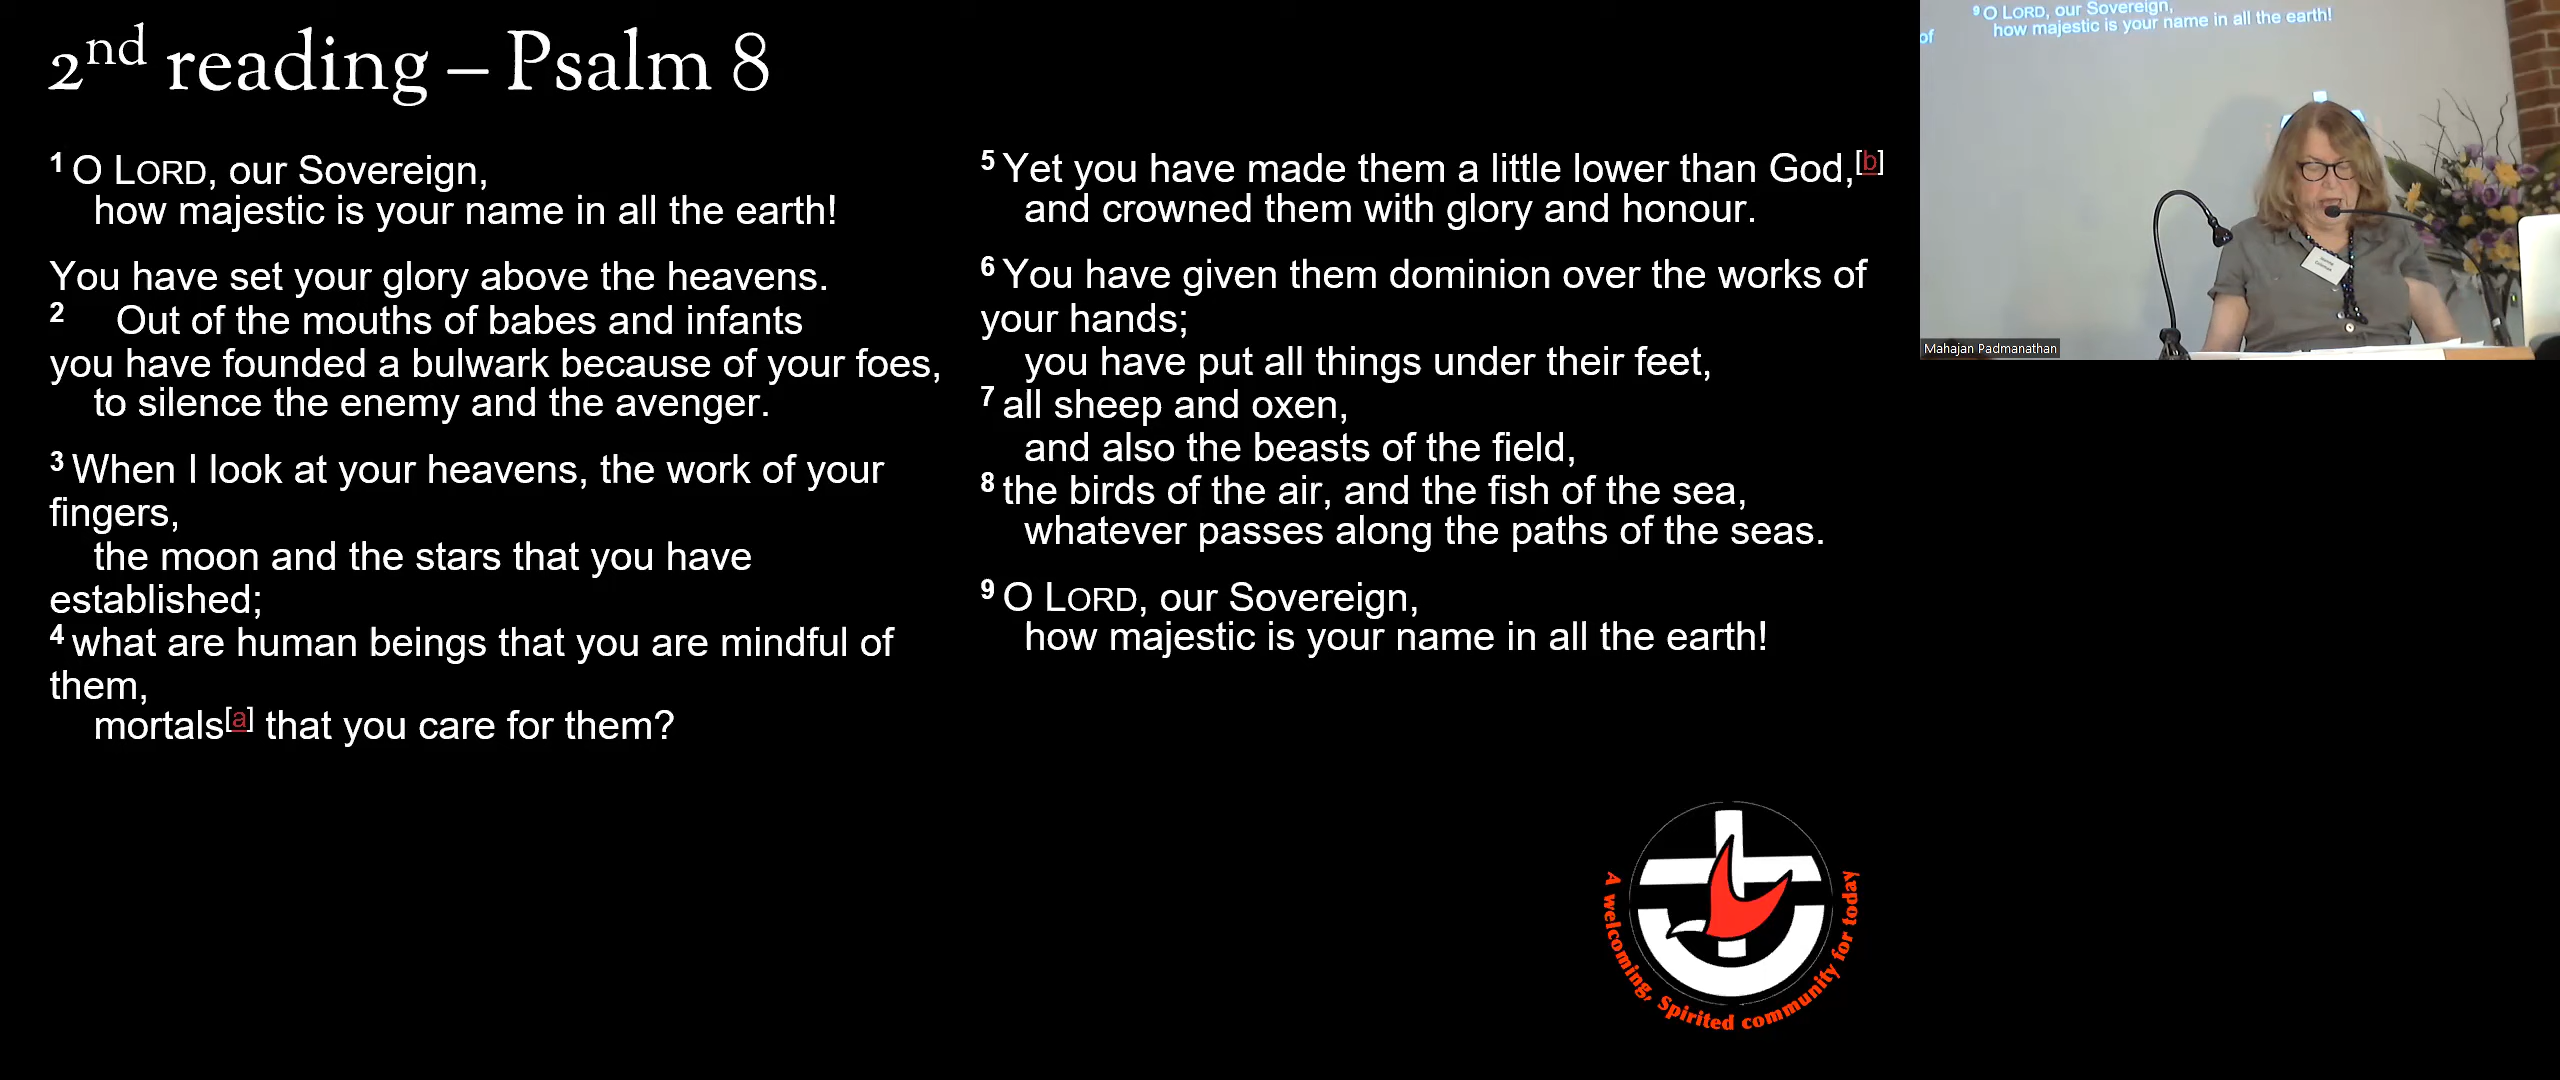 2nd reading – Psalm 8
1 O LORD, our Sovereign,
how majestic is your name in all the earth!
You have set your glory above the heavens.
2 Out of the mouths of babes and infants
you have founded a bulwark because of your foes,
to silence the enemy and the avenger.
3 When I look at your heavens, the work of your
fingers,
the moon and the stars that you have
established;
4 what are human beings that you are mindful of
them,
mortals[a] that you care for them?
5 Yet you have made them a little lower than God,[b]
and crowned them with glory and honour.
6 You have given them dominion over the works of
your hands;
you have put all things under their feet,
7 all sheep and oxen,
and also the beasts of the field,
8 the birds of the air, and the fish of the sea,
whatever passes along the paths of the seas.
9 O LORD, our Sovereign,
how majestic is your name in all the earth!
A welcoming, Spirited community for today
9 O LORD, our Sovereign,
how majestic is your name in all the earth!
of
Mahajan Padmanathan